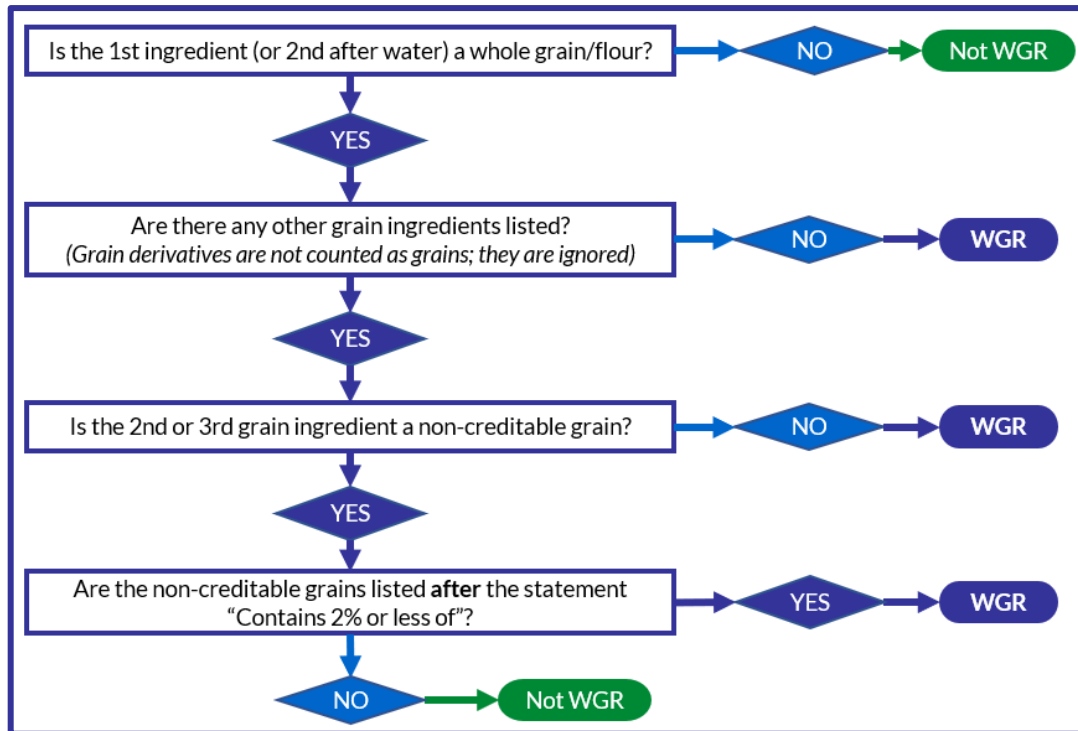 Is the 1st ingredient (or 2nd after water) a whole grain/flour?
NO
Not WGR
YES
Are there any other grain ingredients listed?
(Grain derivatives are not counted as grains; they are ignored)
NO
WGR
YES
Is the 2nd or 3rd grain ingredient a non-creditable grain?
NO
WGR
YES
Are the non-creditable grains listed after the statement
“Contains 2% or less of”?
YES
WGR
NO
Not WGR